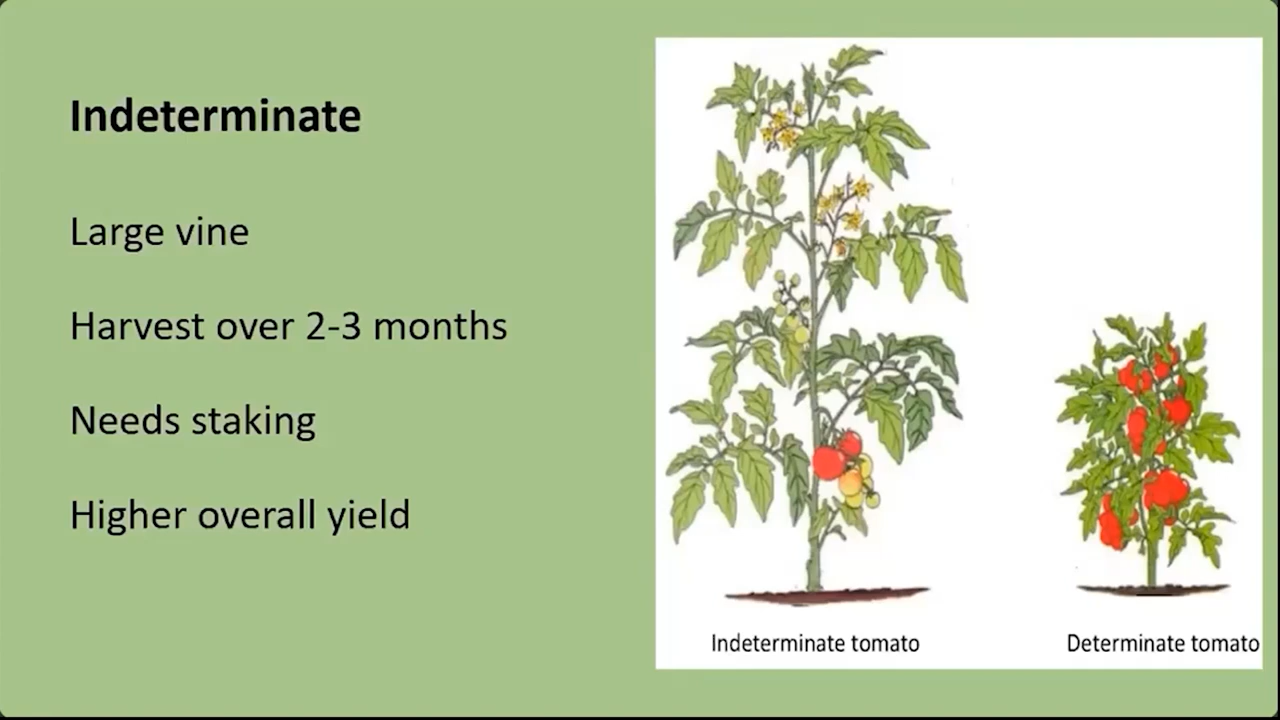 Indeterminate
Large vine
Harvest over 2-3 months
Needs staking
Higher overall yield
Indeterminate tomato
Determinate tomato